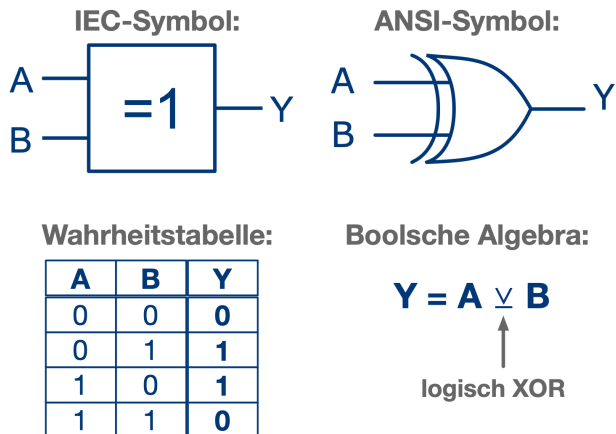 IEC-Symbol:
A
B
=1
Y
ANSI-Symbol:
A
B
Y
Wahrheitstabelle:
A B Y
0 0 0
0 1 1
1 0 1
1 1 0
Boolsche Algebra:
Y = A ⊻ B
logisch XOR